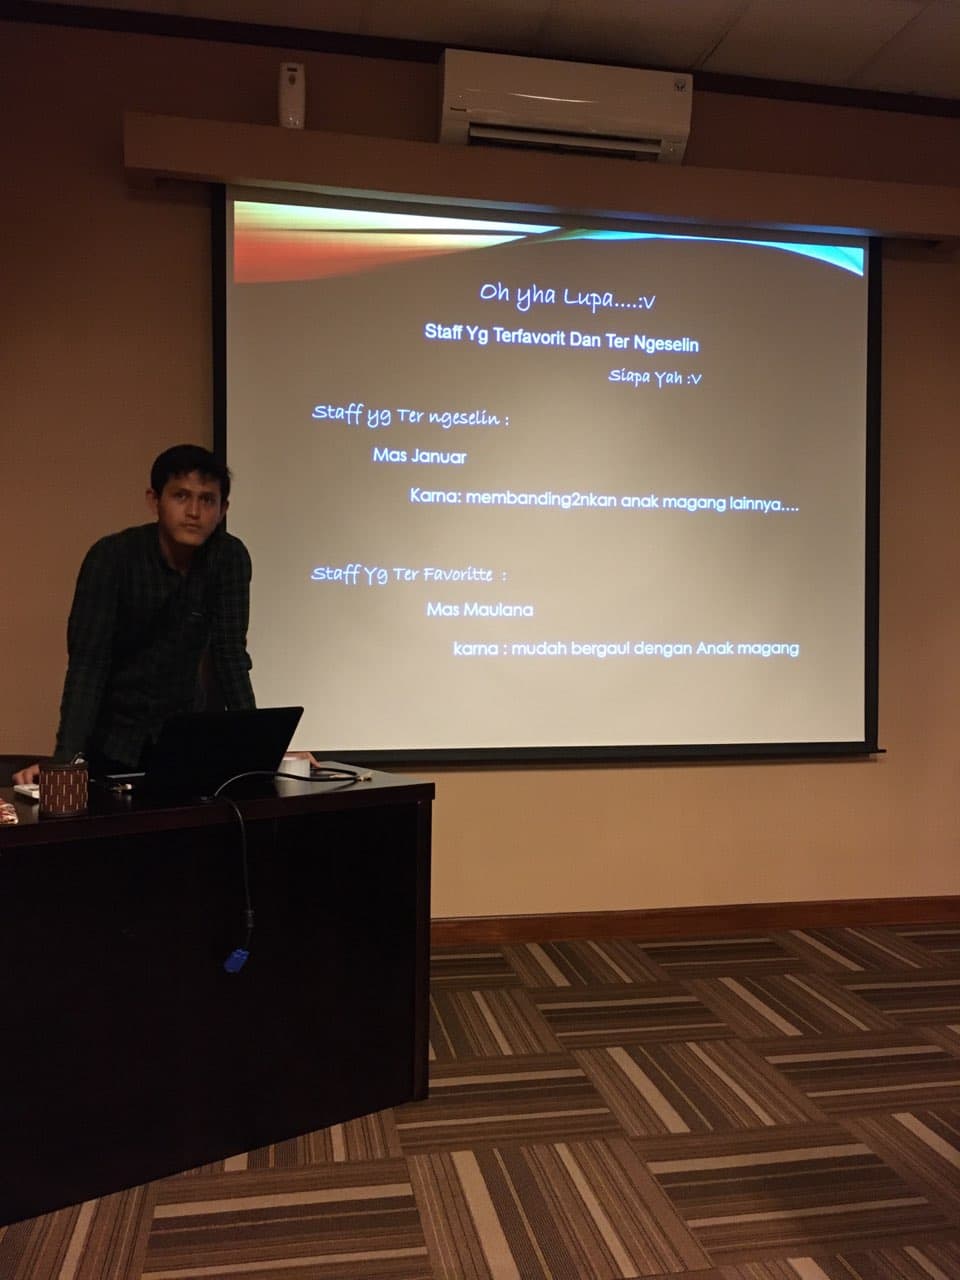 Oh yha Lupa....:v
Staff Yg Terfavorit Dan Ter Ngeselin
Siapa Yah :v
Staff yg Ter ngeselin :
Mas Januar
Karna: membanding2nkan anak magang lainnya....
Staff Yg Ter Favoritte :
Mas Maulana
karna : mudah bergaul dengan Anak magang